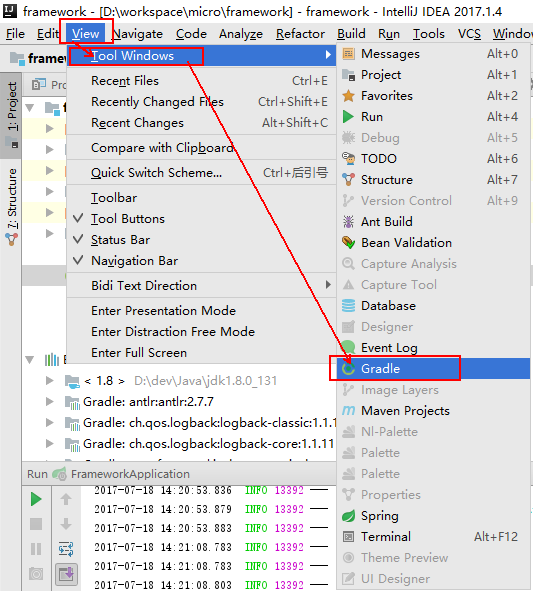 framework - [D:\workspace\micro\framework] - framework - IntelliJ IDEA 2017.1.4
File Edit View Navigate Code Analyze Refactor Build Run Tools VCS Window
framew
1: Project
7: Structure
Tool Windows
Recent Files Ctrl+E
Recently Changed Files Ctrl+Shift+E
Recent Changes Alt+Shift+C
Compare with Clipboard
Quick Switch Scheme... Ctrl+后引号
Toolbar
Tool Buttons
Status Bar
Navigation Bar
Bidi Text Direction
Enter Presentation Mode
Enter Distraction Free Mode
Enter Full Screen
Messages Alt+0
Project Alt+1
Favorites Alt+2
Run Alt+4
Debug Alt+5
TODO Alt+6
Structure Alt+7
Version Control Alt+9
Ant Build
Bean Validation
Capture Analysis
Capture Tool
Database
Designer
Event Log
Gradle
Image Layers
Maven Projects
NI-Palette
Palette
Palette
Properties
Spring
Terminal Alt+F12
Theme Preview
UI Designer
< 1.8 > D:\dev\Java\jdk1.8.0_131
Gradle: antlr:antlr:2.7.7
Gradle: ch.qos.logback:logback-classic:1.1.1
Gradle: ch.qos.logback:logback-core:1.1.11
Run FrameworkApplication
2017-07-18 14:20:53.836 INFO 13392 ---
2017-07-18 14:20:53.879 INFO 13392 ---
2017-07-18 14:20:53.883 INFO 13392 ---
2017-07-18 14:21:08.783 INFO 13392 ---
2017-07-18 14:21:08.783 INFO 13392 ---
2017-07-18 14:21:08.803 INFO 13392 ---